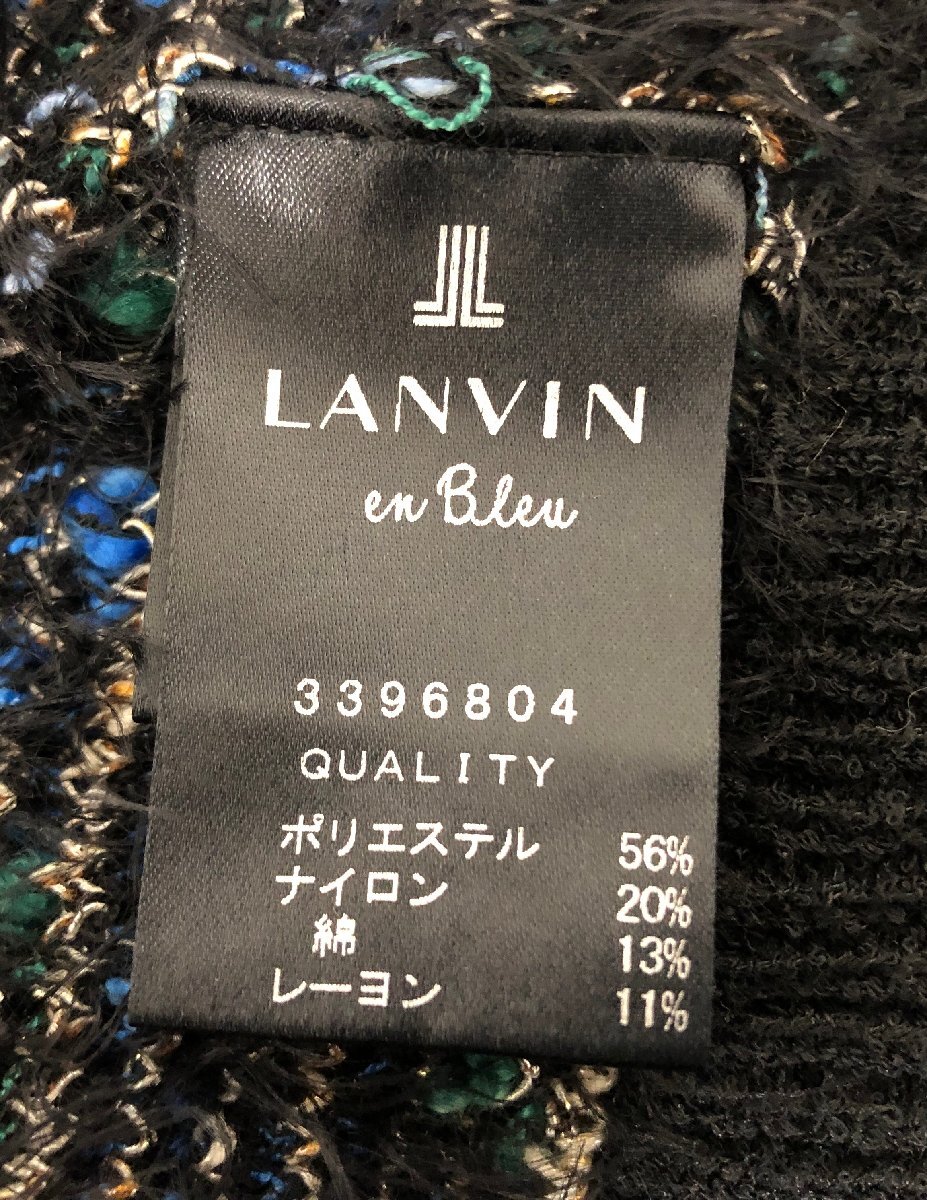 LANVIN
en Bleu
3396804
QUALITY
ポリエステル 56%
ナイロン 20%
綿 13%
レーヨン 11%